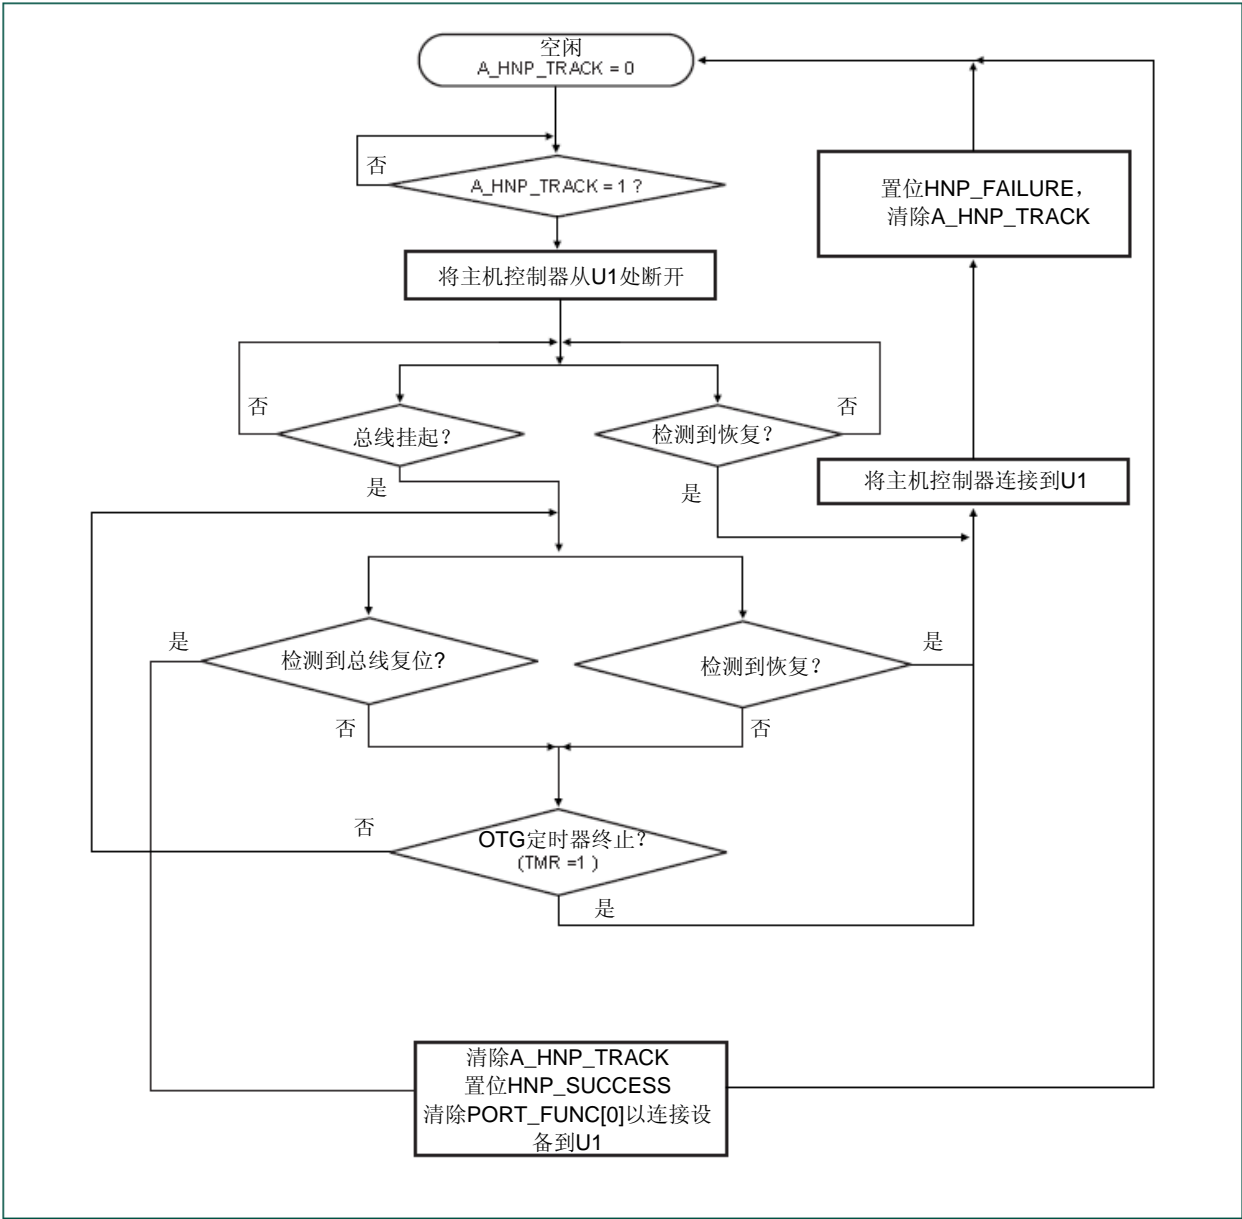 空闲
A_HNP_TRACK = 0
否
A_HNP_TRACK = 1 ?
置位HNP_FAILURE，
清除A_HNP_TRACK
将主机控制器从U1处断开
否
总线挂起？
检测到恢复？
否
是
是
将主机控制器连接到U1
是
检测到总线复位?
检测到恢复？
是
否
否
否
OTG定时器终止？
(TMR =1 )
是
清除A_HNP_TRACK
置位HNP_SUCCESS
清除PORT_FUNC[0]以连接设
备到U1